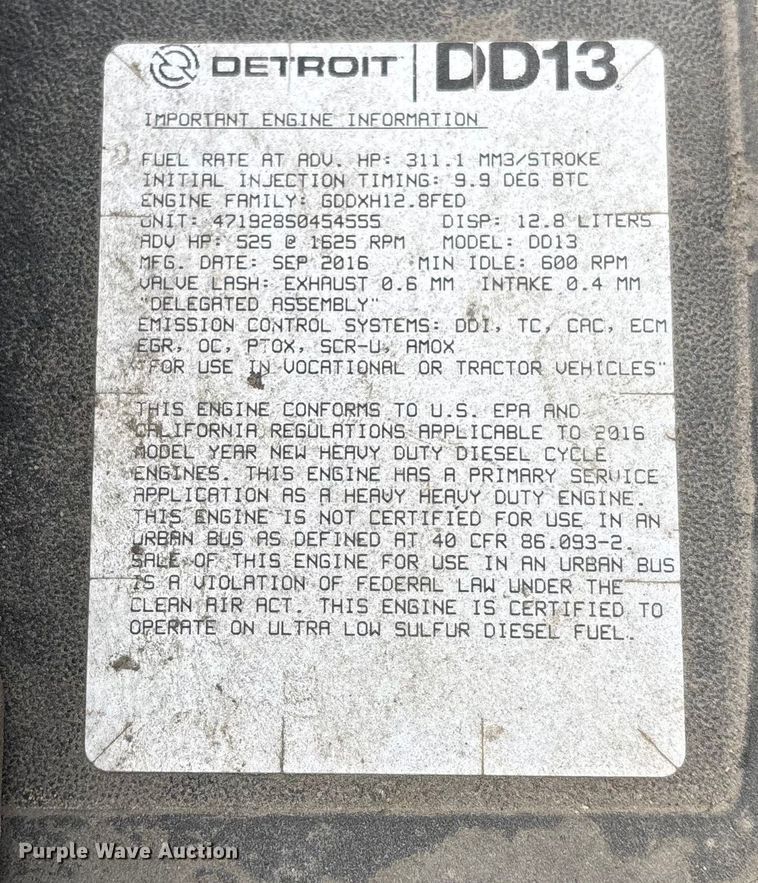 DETROIT | DD13
IMPORTANT ENGINE INFORMATION
FUEL RATE AT ADV. HP: 311.1 MM3/STROKE
INITIAL INJECTION TIMING: 9.9 DEG BTC
ENGINE FAMILY: GDDXH12.8FED
UNIT: 471928S0454555 DISP: 12.8 LITERS
ADV HP: 525 @ 1625 RPM MODEL: DD13
MFG. DATE: SEP 2016 MIN IDLE: 600 RPM
VALVE LASH: EXHAUST 0.6 MM INTAKE 0.4 MM
"DELEGATED ASSEMBLY"
EMISSION CONTROL SYSTEMS: DDI, TC, CAC, ECM
EGR, OC, PTOX, SCR-U, AMOX
"FOR USE IN VOCATIONAL OR TRACTOR VEHICLES"
THIS ENGINE CONFORMS TO U.S. EPA AND
CALIFORNIA REGULATIONS APPLICABLE TO 2016
MODEL YEAR NEW HEAVY DUTY DIESEL CYCLE
ENGINES. THIS ENGINE HAS A PRIMARY SERVICE
APPLICATION AS A HEAVY HEAVY DUTY ENGINE.
THIS ENGINE IS NOT CERTIFIED FOR USE IN AN
URBAN BUS AS DEFINED AT 40 CFR 86.093-2.
SALE OF THIS ENGINE FOR USE IN AN URBAN BUS
IS A VIOLATION OF FEDERAL LAW UNDER THE
CLEAN AIR ACT. THIS ENGINE IS CERTIFIED TO
OPERATE ON ULTRA LOW SULFUR DIESEL FUEL.
Purple Wave Auction